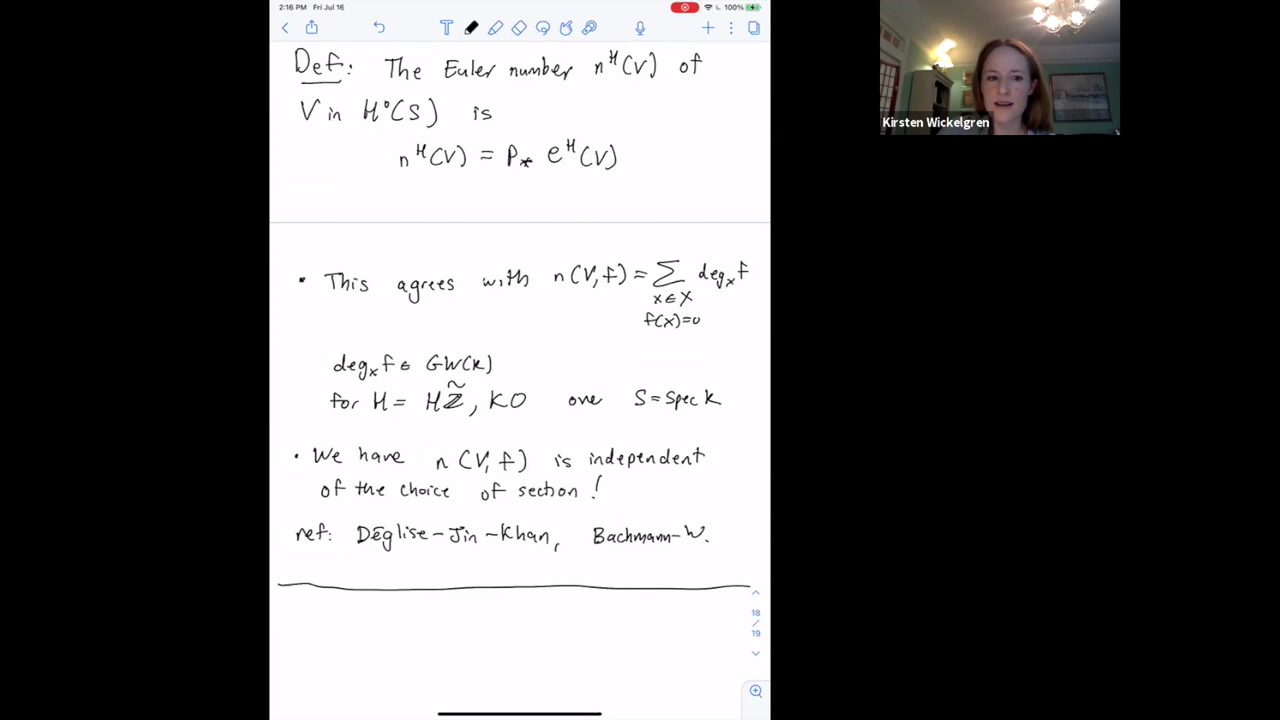 2:16 PM Fri Jul 16
100%
Def: The Euler number n^H(V) of
V in H°(S) is
n^H(V) = P_* e^H(V)
• This agrees with n(V,f) = ∑ deg_x f
x ∈ X
f(x)=0
deg_x f ∈ GW(k)
for H = HZ̃, KO over S = Spec k
• We have n(V,f) is independent
of the choice of section!
ref: Déglise-Jin-Khan, Bachmann-W.
18
/
19
Kirsten Wickelgren